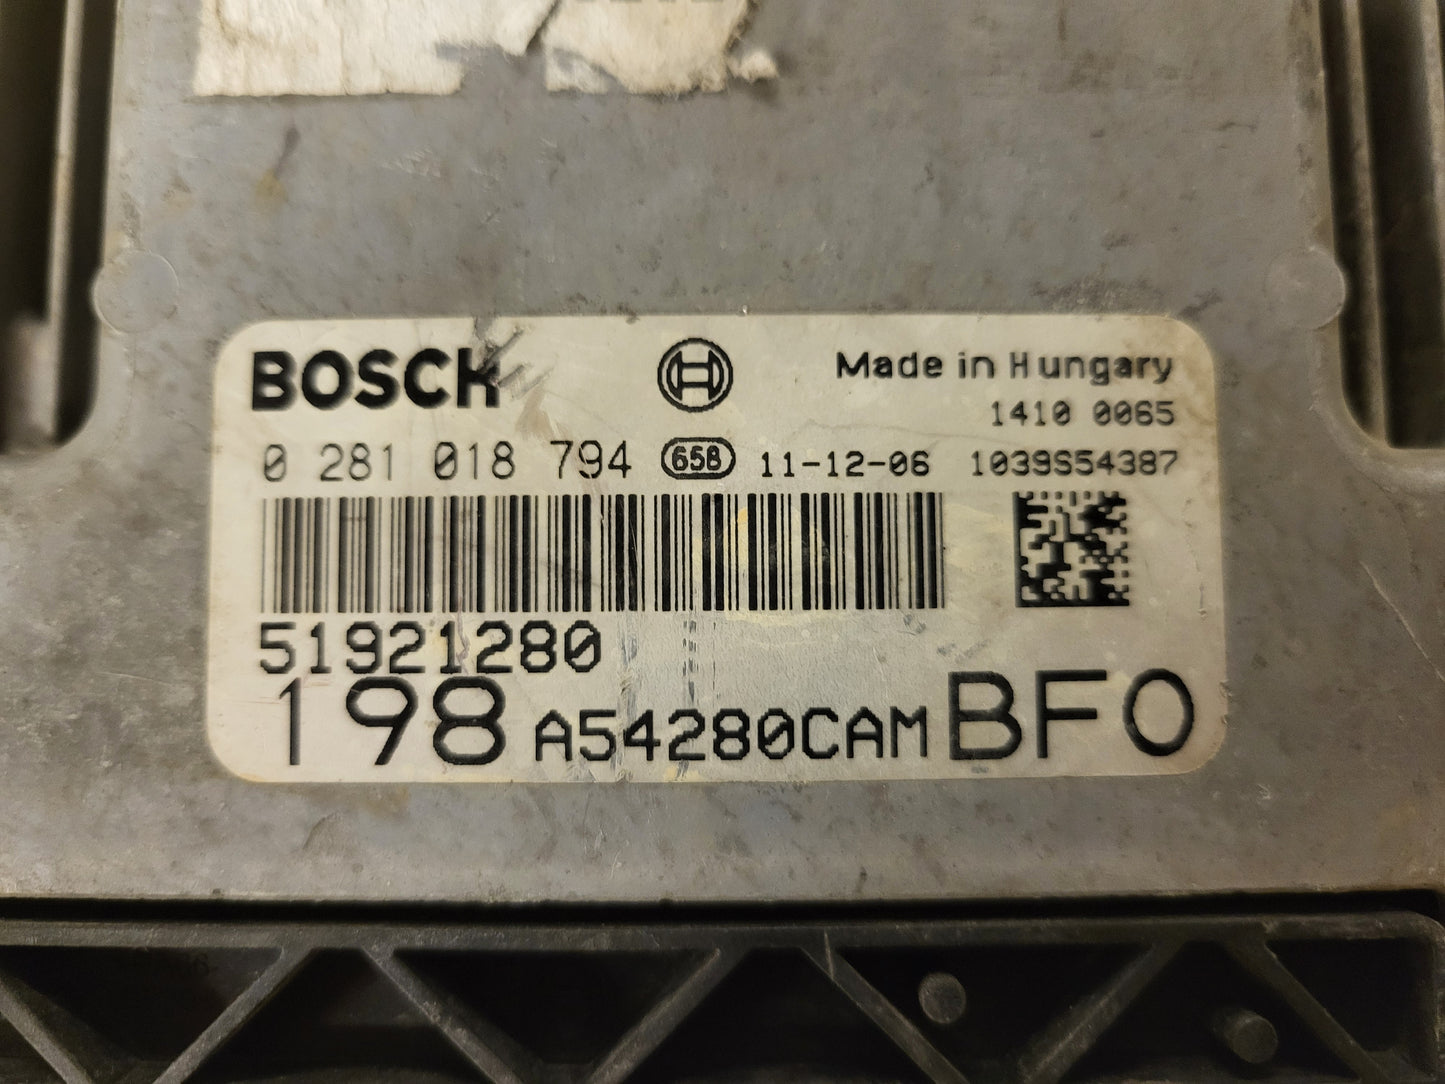 BOSCH
Made in Hungary
1410 0065
0 281 018 794 658 11-12-06 1039S54387
51921280
198 A54280CAM BF0